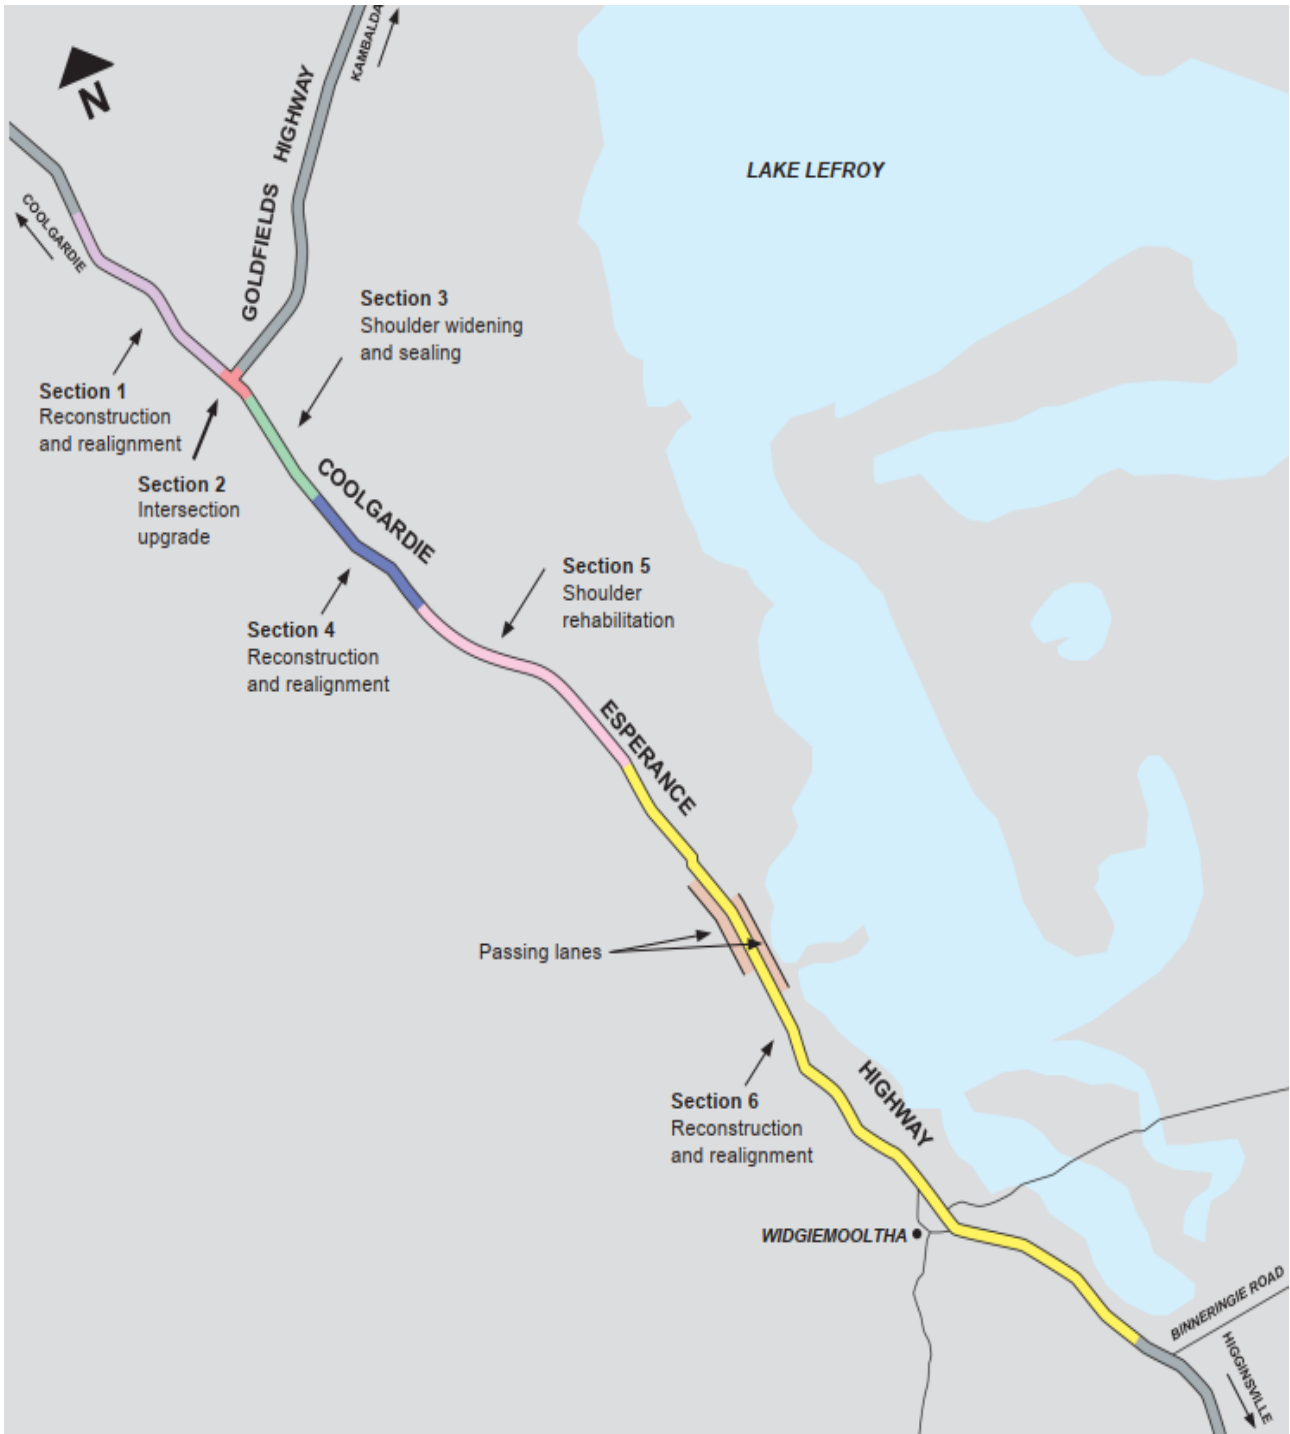 KAMBALDA
N
GOLDFIELDS HIGHWAY
LAKE LEFROY
COOLGARDIE
Section 3
Shoulder widening
and sealing
Section 1
Reconstruction
and realignment
Section 2
Intersection
upgrade
COOLGARDIE
Section 5
Shoulder
rehabilitation
Section 4
Reconstruction
and realignment
ESPERANCE
Passing lanes
HIGHWAY
Section 6
Reconstruction
and realignment
WIDGIEMOOLTHA
BINNERINGIE ROAD
HIGGINSVILLE